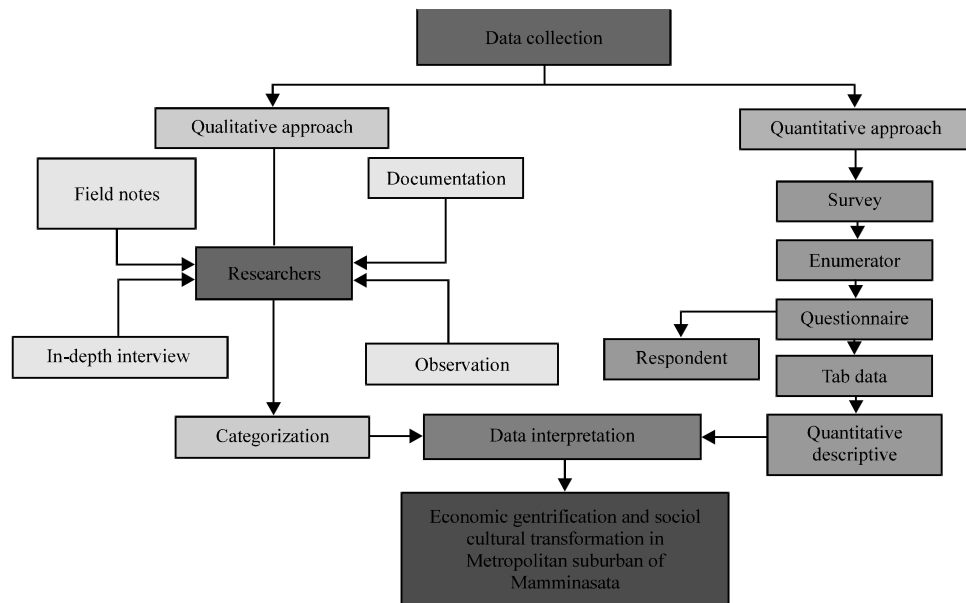 Data collection
Qualitative approach
Quantitative approach
Field notes
Documentation
Survey
Researchers
Enumerator
In-depth interview
Observation
Questionnaire
Respondent
Tab data
Categorization
Data interpretation
Quantitative
descriptive
Economic gentrification and sociol
cultural transformation in
Metropolitan suburban of
Mamminasata